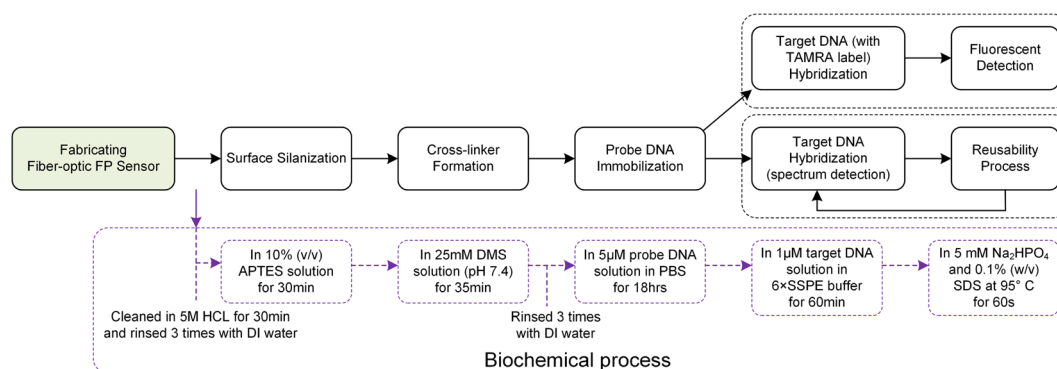 Target DNA (with
TAMRA label)
Hybridization
Fluorescent
Detection
Fabricating
Fiber-optic FP Sensor
Surface Silanization
Cross-linker
Formation
Probe DNA
Immobilization
Target DNA
Hybridization
(spectrum detection)
Reusability
Process
In 10% (v/v)
APTES solution
for 30min
In 25mM DMS
solution (pH 7.4)
for 35min
In 5μM probe DNA
solution in PBS
for 18hrs
In 1μM target DNA
solution in
6×SSPE buffer
for 60min
In 5 mM Na₂HPO₄
and 0.1% (w/v)
SDS at 95° C
for 60s
Cleaned in 5M HCL for 30min
and rinsed 3 times with DI water
Rinsed 3 times
with DI water
Biochemical process